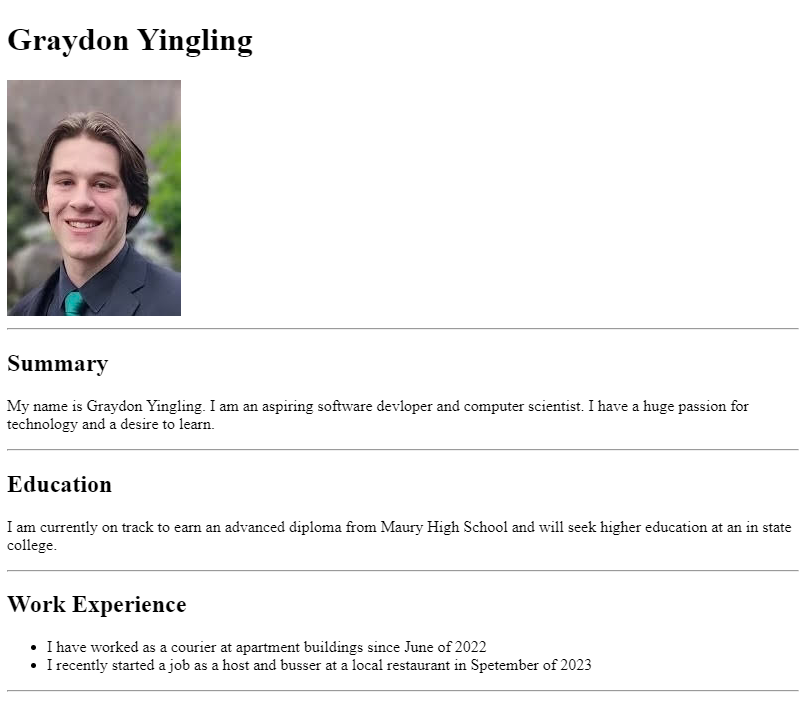 Graydon Yingling
Summary
My name is Graydon Yingling. I am an aspiring software devloper and computer scientist. I have a huge passion for
technology and a desire to learn.
Education
I am currently on track to earn an advanced diploma from Maury High School and will seek higher education at an in state
college.
Work Experience
• I have worked as a courier at apartment buildings since June of 2022
• I recently started a job as a host and busser at a local restaurant in Spetember of 2023